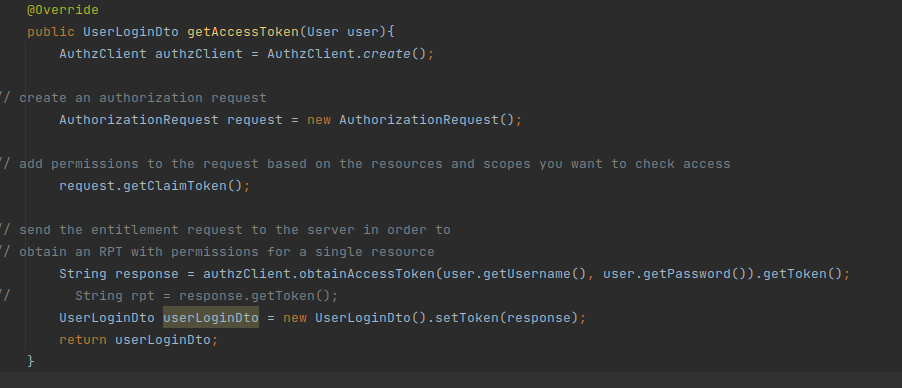 @Override
public UserLoginDto getAccessToken(User user){
AuthzClient authzClient = AuthzClient.create();
// create an authorization request
AuthorizationRequest request = new AuthorizationRequest();
// add permissions to the request based on the resources and scopes you want to check access
request.getClaimToken();
// send the entitlement request to the server in order to
// obtain an RPT with permissions for a single resource
String response = authzClient.obtainAccessToken(user.getUsername(), user.getPassword()).getToken();
// String rpt = response.getToken();
UserLoginDto userLoginDto = new UserLoginDto().setToken(response);
return userLoginDto;
}